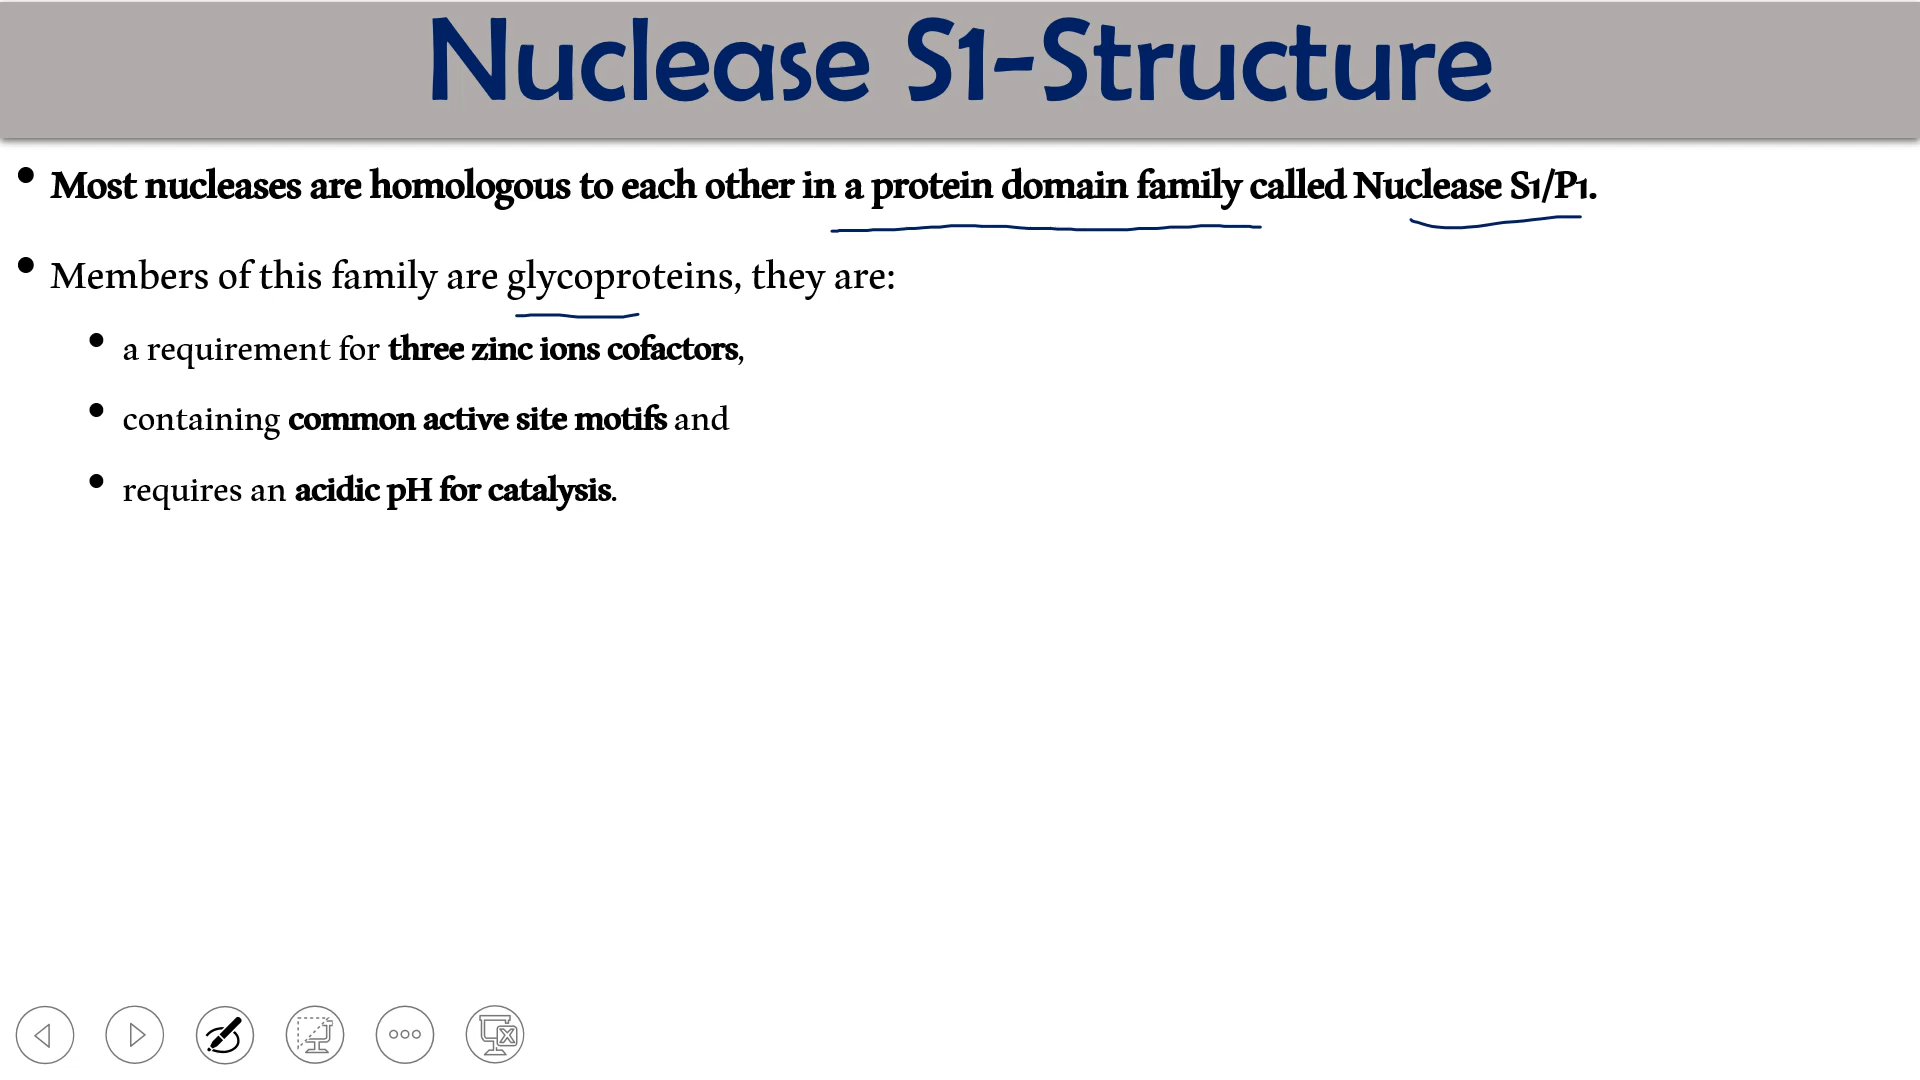 Nuclease S1-Structure
• Most nucleases are homologous to each other in a protein domain family called Nuclease S1/P1.
• Members of this family are glycoproteins, they are:
• a requirement for three zinc ions cofactors,
• containing common active site motifs and
• requires an acidic pH for catalysis.